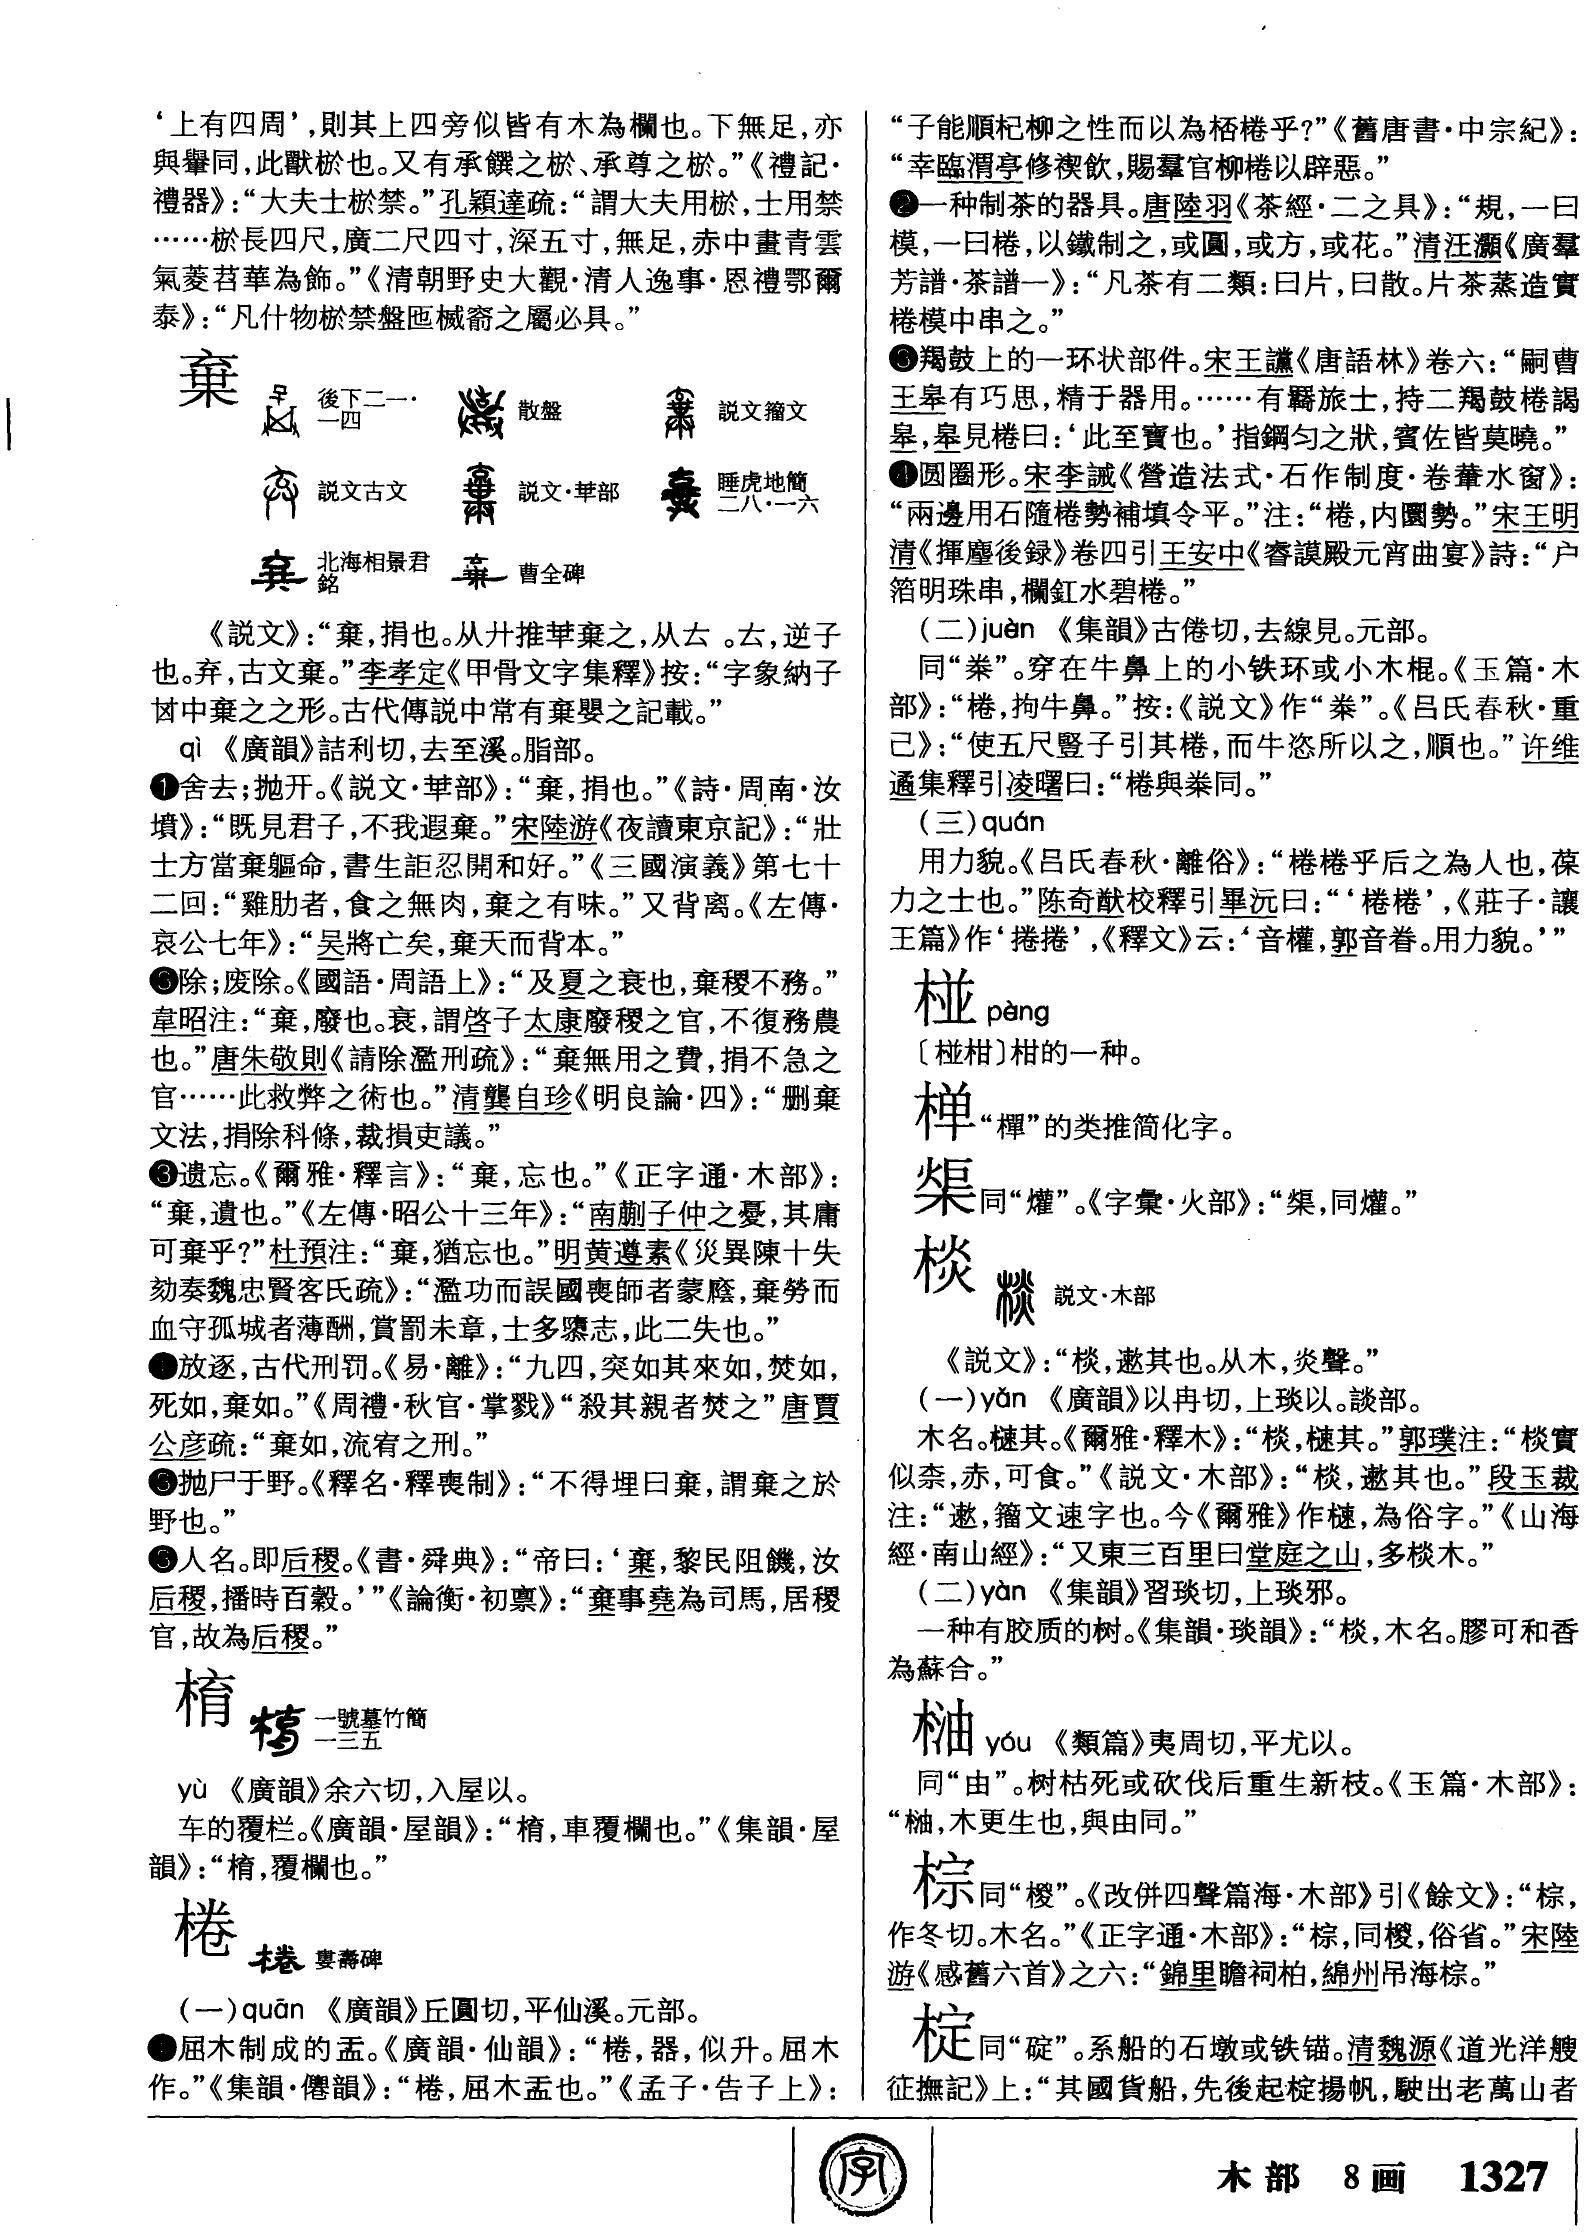 ‘上有四周’,則其上四旁似皆有木為欄也。下無足,亦
與轝同,此獸棜也。又有承饌之棜、承尊之棜。”《禮記·
禮器》:“大夫士棜禁。”孔穎達疏:“謂大夫用棜,士用禁
……棜長四尺,廣二尺四寸,深五寸,無足,赤中畫青雲
氣菱苕華為飾。”《清朝野史大觀·清人逸事·恩禮鄂爾
泰》:“凡什物棜禁盤匜椷窬之屬必具。”
棄
後下二一·
一四
散盤
説文籀文
説文古文
説文·𠦒部
睡虎地簡
二八·一六
北海相景君
銘
曹全碑
《説文》:“棄,捐也。从廾推𠦒棄之,从𠫓。𠫓,逆子
也。弃,古文棄。”李孝定《甲骨文字集釋》按:“字象納子
𠀠中棄之之形。古代傳説中常有棄嬰之記載。”
qì 《廣韻》詰利切,去至溪。脂部。
❶舍去;抛开。《説文·𠦒部》:“棄,捐也。”《詩·周南·汝
墳》:“既見君子,不我遐棄。”宋陸游《夜讀東京記》:“壯
士方當棄軀命,書生詎忍開和好。”《三國演義》第七十
二回:“雞肋者,食之無肉,棄之有味。”又背离。《左傳·
哀公七年》:“吴將亡矣,棄天而背本。”
❷除;废除。《國語·周語上》:“及夏之衰也,棄稷不務。”
韋昭注:“棄,廢也。衰,謂啓子太康廢稷之官,不復務農
也。”唐朱敬則《請除濫刑疏》:“棄無用之費,捐不急之
官……此救弊之術也。”清龔自珍《明良論·四》:“删棄
文法,捐除科條,裁損吏議。”
❸遗忘。《爾雅·釋言》:“棄,忘也。”《正字通·木部》:
“棄,遺也。”《左傳·昭公十三年》:“南蒯子仲之憂,其庸
可棄乎?”杜預注:“棄,猶忘也。”明黄遵素《災異陳十失
劾奏魏忠賢客氏疏》:“濫功而誤國喪師者蒙廕,棄勞而
血守孤城者薄酬,賞罰未章,士多隳志,此二失也。”
❹放逐,古代刑罚。《易·離》:“九四,突如其來如,焚如,
死如,棄如。”《周禮·秋官·掌戮》“殺其親者焚之”唐賈
公彦疏:“棄如,流宥之刑。”
❺抛尸于野。《釋名·釋喪制》:“不得埋曰棄,謂棄之於
野也。”
❻人名。即后稷。《書·舜典》:“帝曰:‘棄,黎民阻饑,汝
后稷,播時百穀。’”《論衡·初禀》:“棄事堯為司馬,居稷
官,故為后稷。”
棛
一號墓竹簡
一三五
yù 《廣韻》余六切,入屋以。
车的覆栏。《廣韻·屋韻》:“棛,車覆欄也。”《集韻·屋
韻》:“棛,覆欄也。”
棬
婁壽碑
(一)quān 《廣韻》丘圓切,平仙溪。元部。
❶屈木制成的盂。《廣韻·仙韻》:“棬,器,似升。屈木
作。”《集韻·僊韻》:“棬,屈木盂也。”《孟子·告子上》:
“子能順杞柳之性而以為桮棬乎?”《舊唐書·中宗紀》:
“幸臨渭亭修禊飲,賜羣官柳棬以辟惡。”
❷一种制茶的器具。唐陸羽《茶經·二之具》:“規,一曰
模,一曰棬,以鐵制之,或圓,或方,或花。”清汪灝《廣羣
芳譜·茶譜一》:“凡茶有二類:曰片,曰散。片茶蒸造實
棬模中串之。”
❸羯鼓上的一环状部件。宋王讜《唐語林》卷六:“嗣曹
王皋有巧思,精于器用。……有羇旅士,持二羯鼓棬謁
皋,皋見棬曰:‘此至寶也。’指鋼匀之狀,賓佐皆莫曉。”
❹圆圈形。宋李誡《營造法式·石作制度·卷輂水窗》:
“兩邊用石隨棬勢補填令平。”注:“棬,内圜勢。”宋王明
清《揮麈後録》卷四引王安中《睿謨殿元宵曲宴》詩:“户
箔明珠串,欄釭水碧棬。”
(二)juàn 《集韻》古倦切,去線見。元部。
同“桊”。穿在牛鼻上的小铁环或小木棍。《玉篇·木
部》:“棬,拘牛鼻。”按:《説文》作“桊”。《吕氏春秋·重
己》:“使五尺豎子引其棬,而牛恣所以之,順也。”许维
遹集釋引凌曙曰:“棬與桊同。”
(三)quán
用力貌。《吕氏春秋·離俗》:“棬棬乎后之為人也,葆
力之士也。”陈奇猷校釋引畢沅曰:“‘棬棬’,《莊子·讓
王篇》作‘捲捲’,《釋文》云:‘音權,郭音眷。用力貌。’”
椪 pèng
〔椪柑〕柑的一种。
椫“樿”的类推简化字。
榘同“爟”。《字彙·火部》:“榘,同爟。”
棪
説文·木部
《説文》:“棪,遫其也。从木,炎聲。”
(一)yǎn 《廣韻》以冉切,上琰以。談部。
木名。㯈其。《爾雅·釋木》:“棪,㯈其。”郭璞注:“棪實
似柰,赤,可食。”《説文·木部》:“棪,遫其也。”段玉裁
注:“遫,籀文速字也。今《爾雅》作㯈,為俗字。”《山海
經·南山經》:“又東三百里曰堂庭之山,多棪木。”
(二)yàn 《集韻》習琰切,上琰邪。
一种有胶质的树。《集韻·琰韻》:“棪,木名。膠可和香
為蘇合。”
𣓛 yóu 《類篇》夷周切,平尤以。
同“由”。树枯死或砍伐后重生新枝。《玉篇·木部》:
“𣓛,木更生也,與由同。”
棕同“椶”。《改併四聲篇海·木部》引《餘文》:“棕,
作冬切。木名。”《正字通·木部》:“棕,同椶,俗省。”宋陸
游《感舊六首》之六:“錦里瞻祠柏,綿州吊海棕。”
椗同“碇”。系船的石墩或铁锚。清魏源《道光洋艘
征撫記》上:“其國貨船,先後起椗揚帆,駛出老萬山者
字
木部 8画 1327